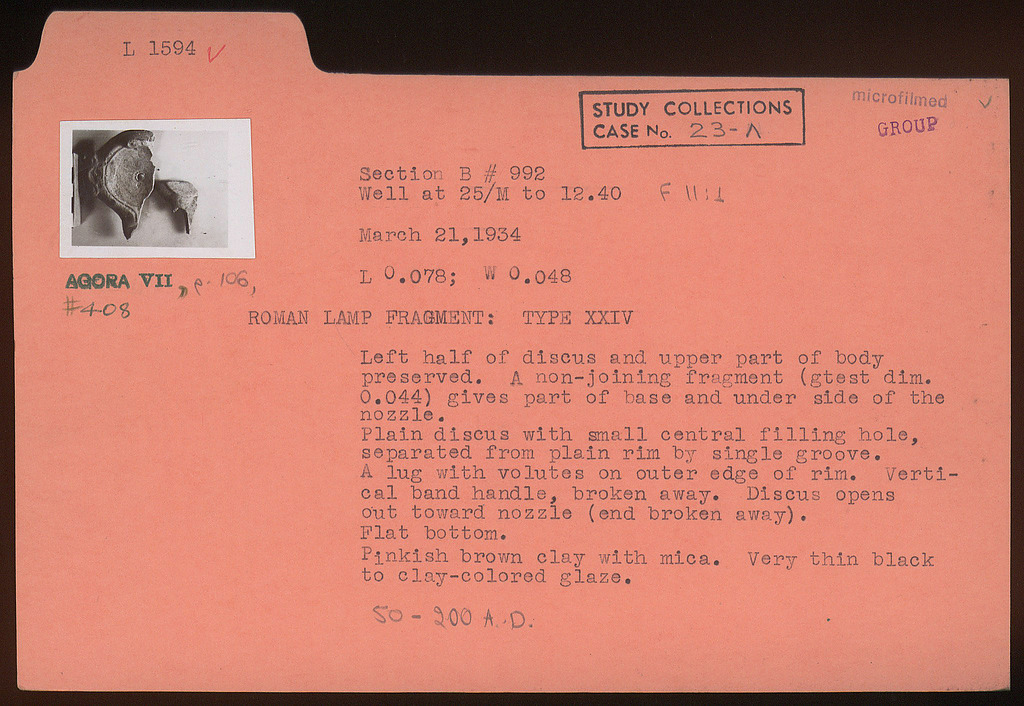 L 1594 ✓
STUDY COLLECTIONS
CASE No. 23-Λ
microfilmed ✓
GROUP
Section B # 992
Well at 25/M to 12.40 F 11:1
March 21,1934
L 0.078; W 0.048
AGORA VII, p. 106,
#408
ROMAN LAMP FRAGMENT: TYPE XXIV
Left half of discus and upper part of body
preserved. A non-joining fragment (gtest dim.
0.044) gives part of base and under side of the
nozzle.
Plain discus with small central filling hole,
separated from plain rim by single groove.
A lug with volutes on outer edge of rim. Verti-
cal band handle, broken away. Discus opens
out toward nozzle (end broken away).
Flat bottom.
Pinkish brown clay with mica. Very thin black
to clay-colored glaze.
50 - 200 A.D.